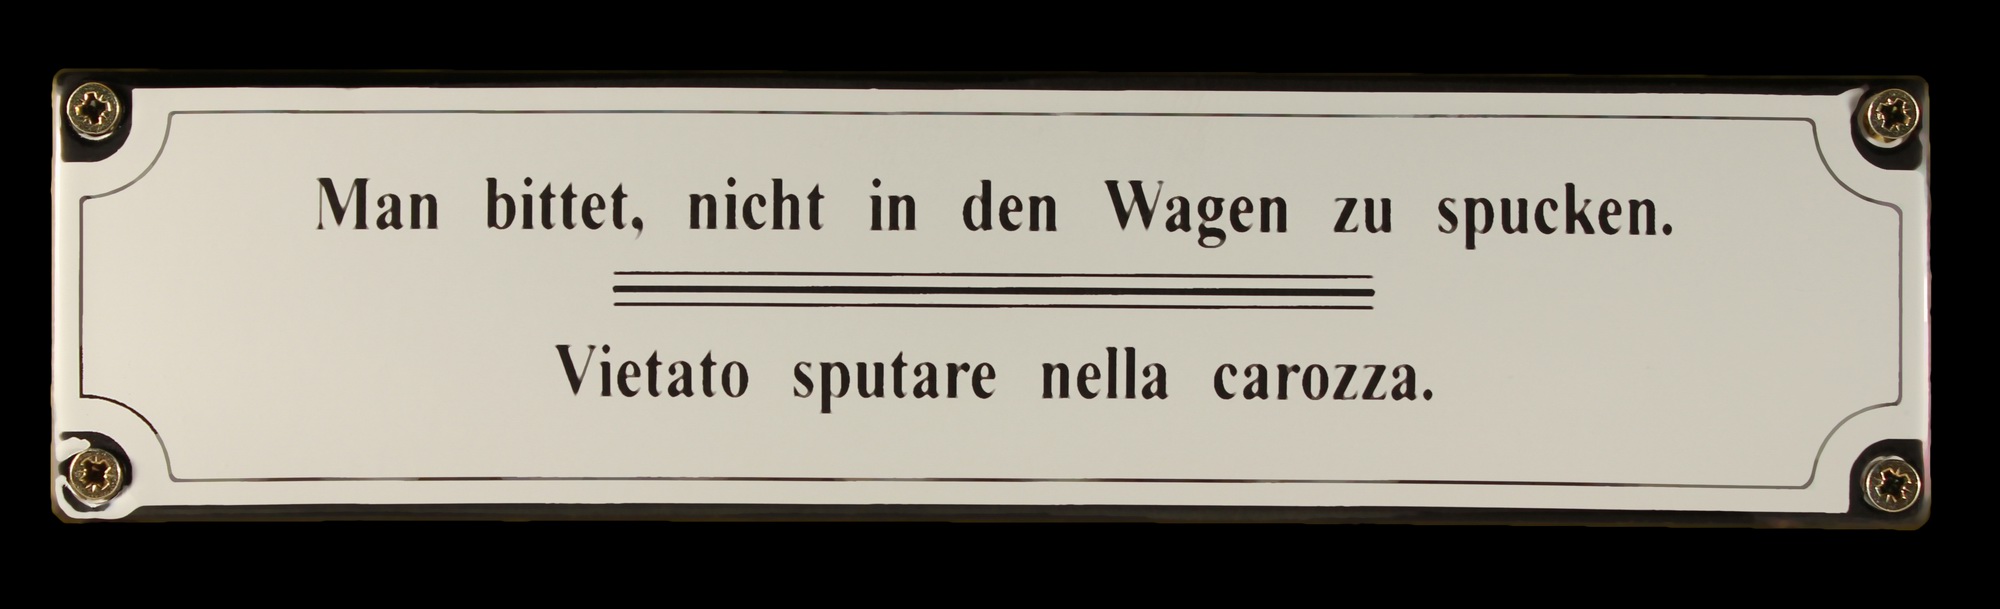 Man bittet, nicht in den Wagen zu spucken.
Vietato sputare nella carozza.